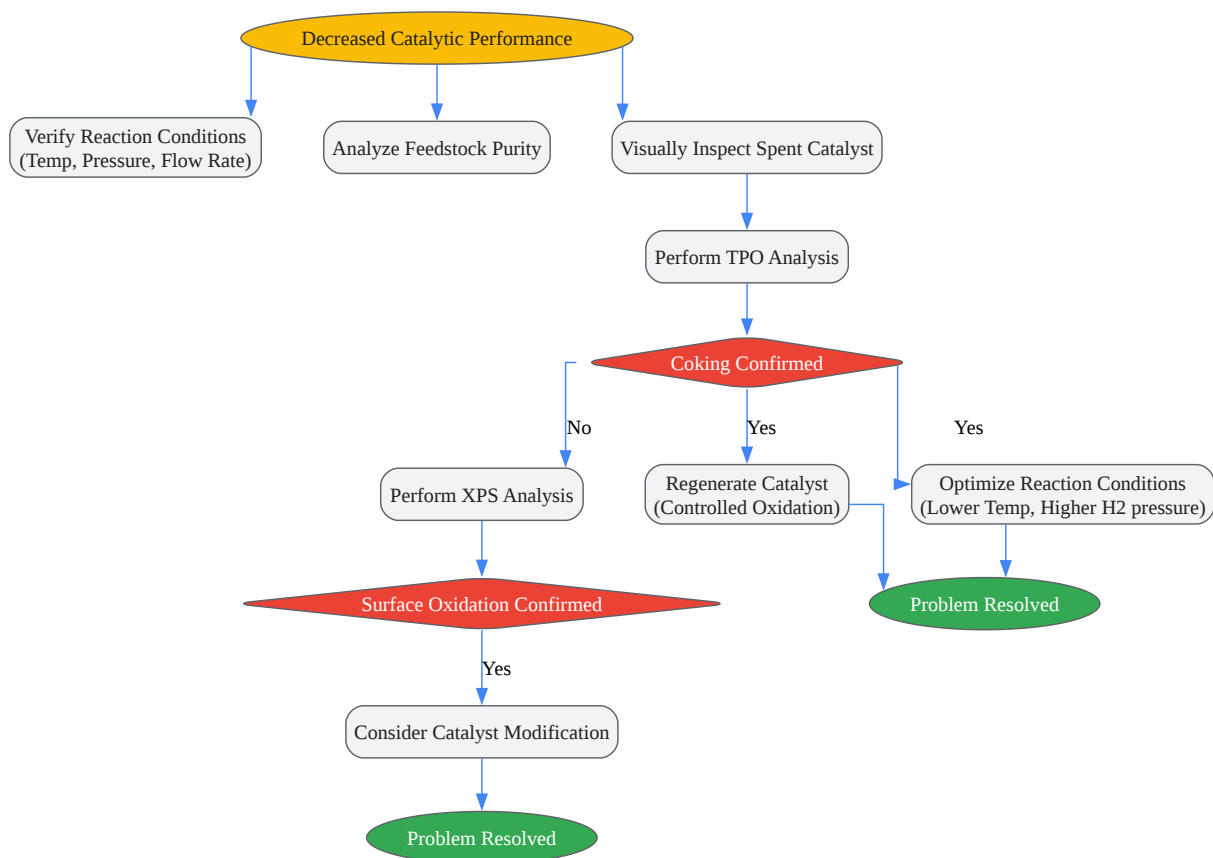 Decreased Catalytic Performance
Verify Reaction Conditions
(Temp, Pressure, Flow Rate)
Analyze Feedstock Purity
Visually Inspect Spent Catalyst
Perform TPO Analysis
Coking Confirmed
No
Yes
Yes
Perform XPS Analysis
Regenerate Catalyst
(Controlled Oxidation)
Optimize Reaction Conditions
(Lower Temp, Higher H2 pressure)
Surface Oxidation Confirmed
Problem Resolved
Yes
Consider Catalyst Modification
Problem Resolved